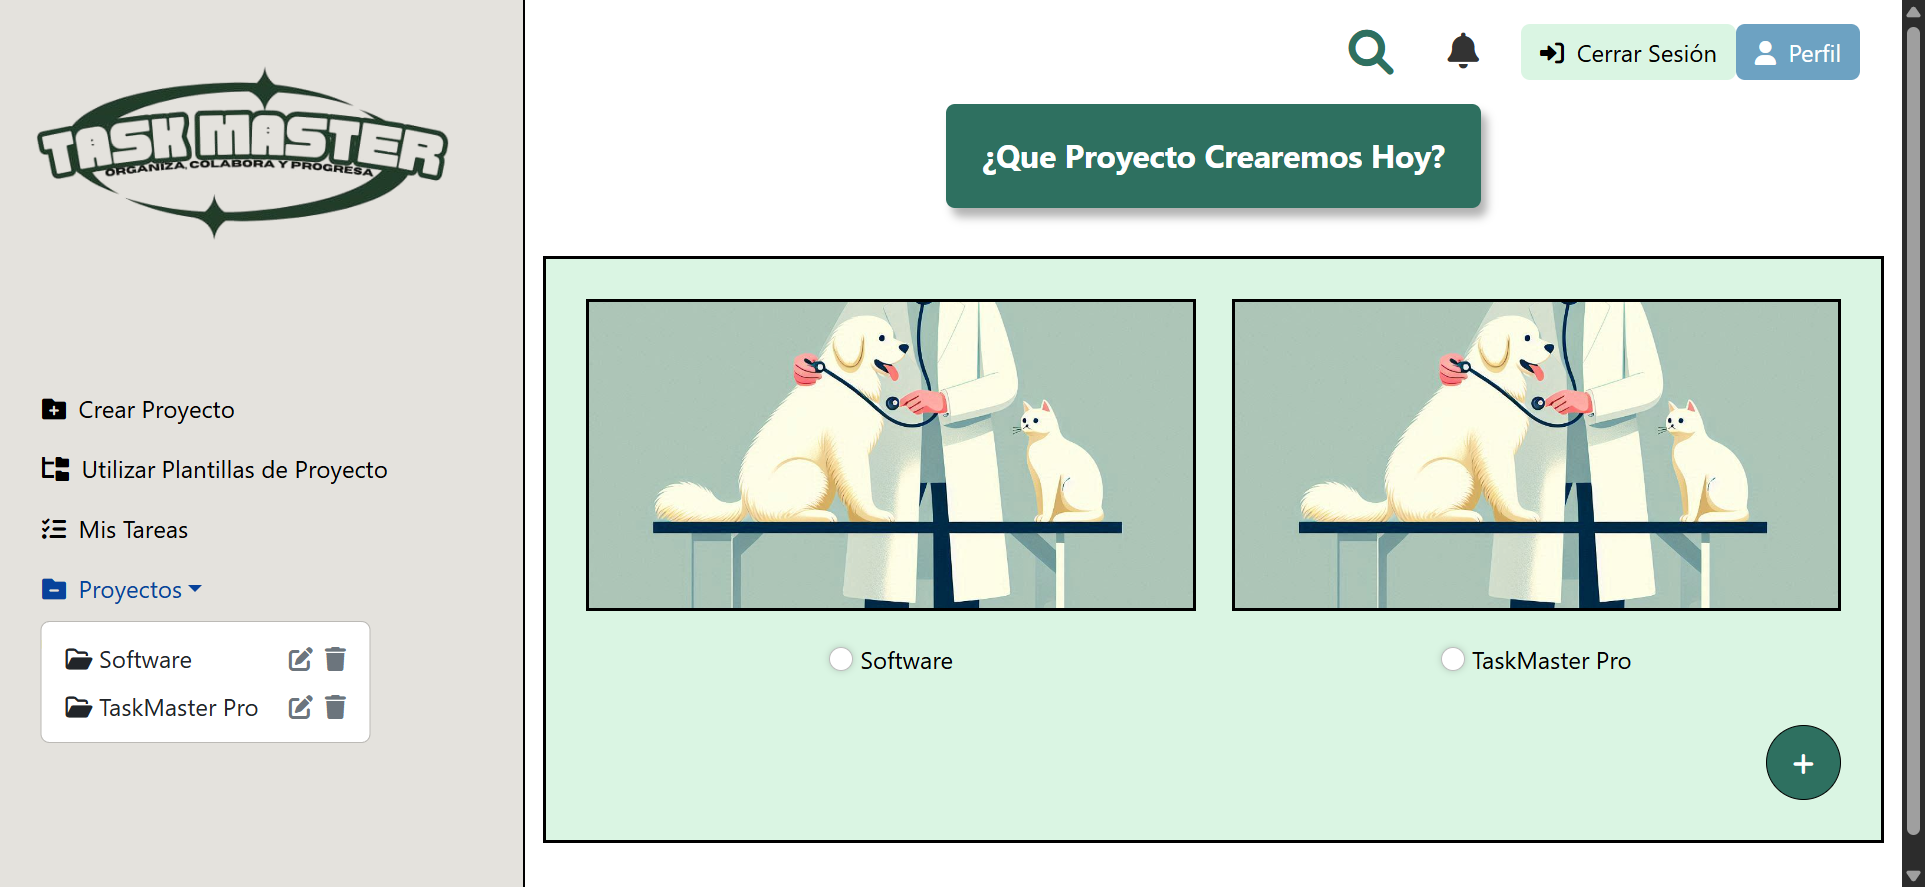 TASK MASTER
ORGANIZA, COLABORA Y PROGRESA
Crear Proyecto
Utilizar Plantillas de Proyecto
Mis Tareas
Proyectos
Software
TaskMaster Pro
Cerrar Sesión
Perfil
¿Que Proyecto Crearemos Hoy?
Software
TaskMaster Pro